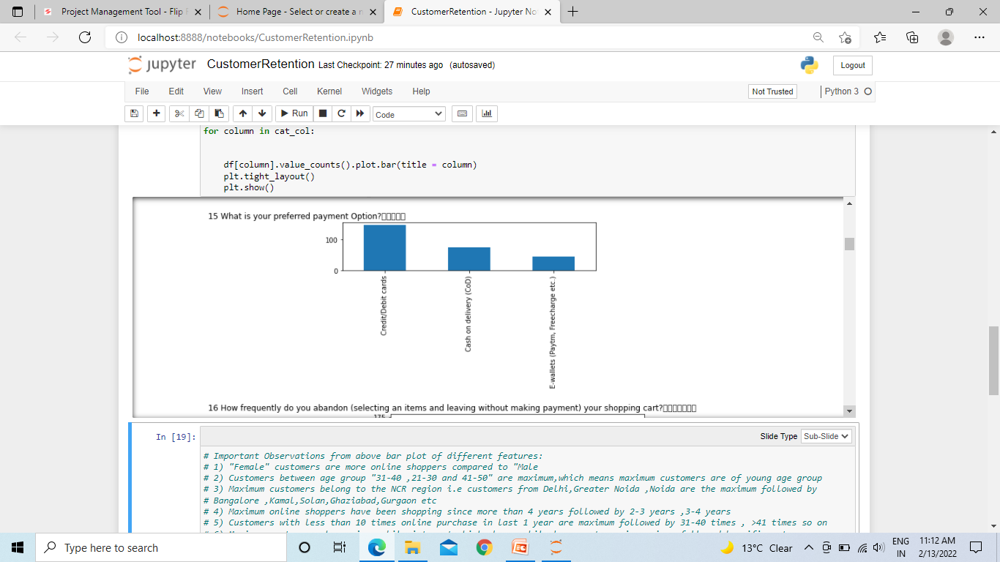 Project Management Tool - Flip
Home Page - Select or create a n
CustomerRetention - Jupyter No
localhost:8888/notebooks/CustomerRetention.ipynb
jupyter CustomerRetention Last Checkpoint: 27 minutes ago (autosaved)
Logout
File Edit View Insert Cell Kernel Widgets Help
Not Trusted
Python 3
Run
Code
for column in cat_col:
df[column].value_counts().plot.bar(title = column)
plt.tight_layout()
plt.show()
15 What is your preferred payment Option?
100
0
Credit/Debit cards
Cash on delivery (CoD)
E-wallets (Paytm, Freecharge etc.)
16 How frequently do you abandon (selecting an items and leaving without making payment) your shopping cart?
175
In [19]:
Slide Type Sub-Slide
# Important Observations from above bar plot of different features:
# 1) "Female" customers are more online shoppers compared to "Male
# 2) Customers between age group "31-40 ,21-30 and 41-50" are maximum,which means maximum customers are of young age group
# 3) Maximum customers belong to the NCR region i.e customers from Delhi,Greater Noida ,Noida are the maximum followed by
# Bangalore ,Kamal,Solan,Ghaziabad,Gurgaon etc
# 4) Maximum online shoppers have been shopping since more than 4 years followed by 2-3 years ,3-4 years
# 5) Customers with less than 10 times online purchase in last 1 year are maximum followed by 31-40 times , >41 times so on
Type here to search
13°C Clear
ENG
IN
11:12 AM
2/13/2022